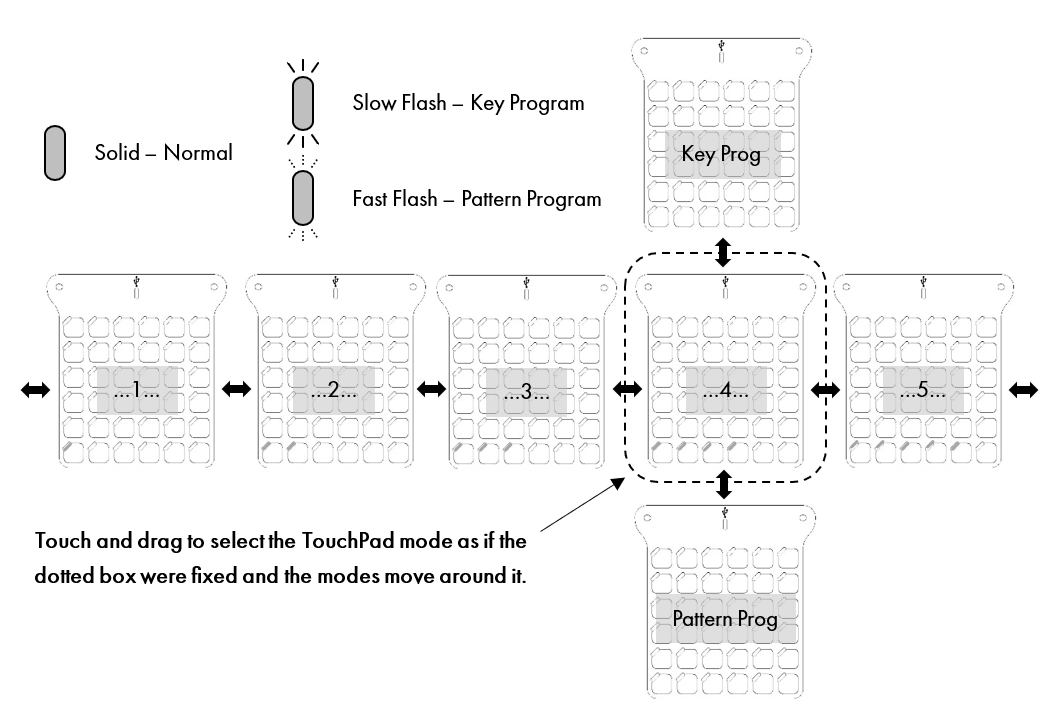 Slow Flash – Key Program
Solid – Normal
Key Prog
Fast Flash – Pattern Program
...1...
...2...
...3...
...4...
...5...
Touch and drag to select the TouchPad mode as if the
dotted box were fixed and the modes move around it.
Pattern Prog